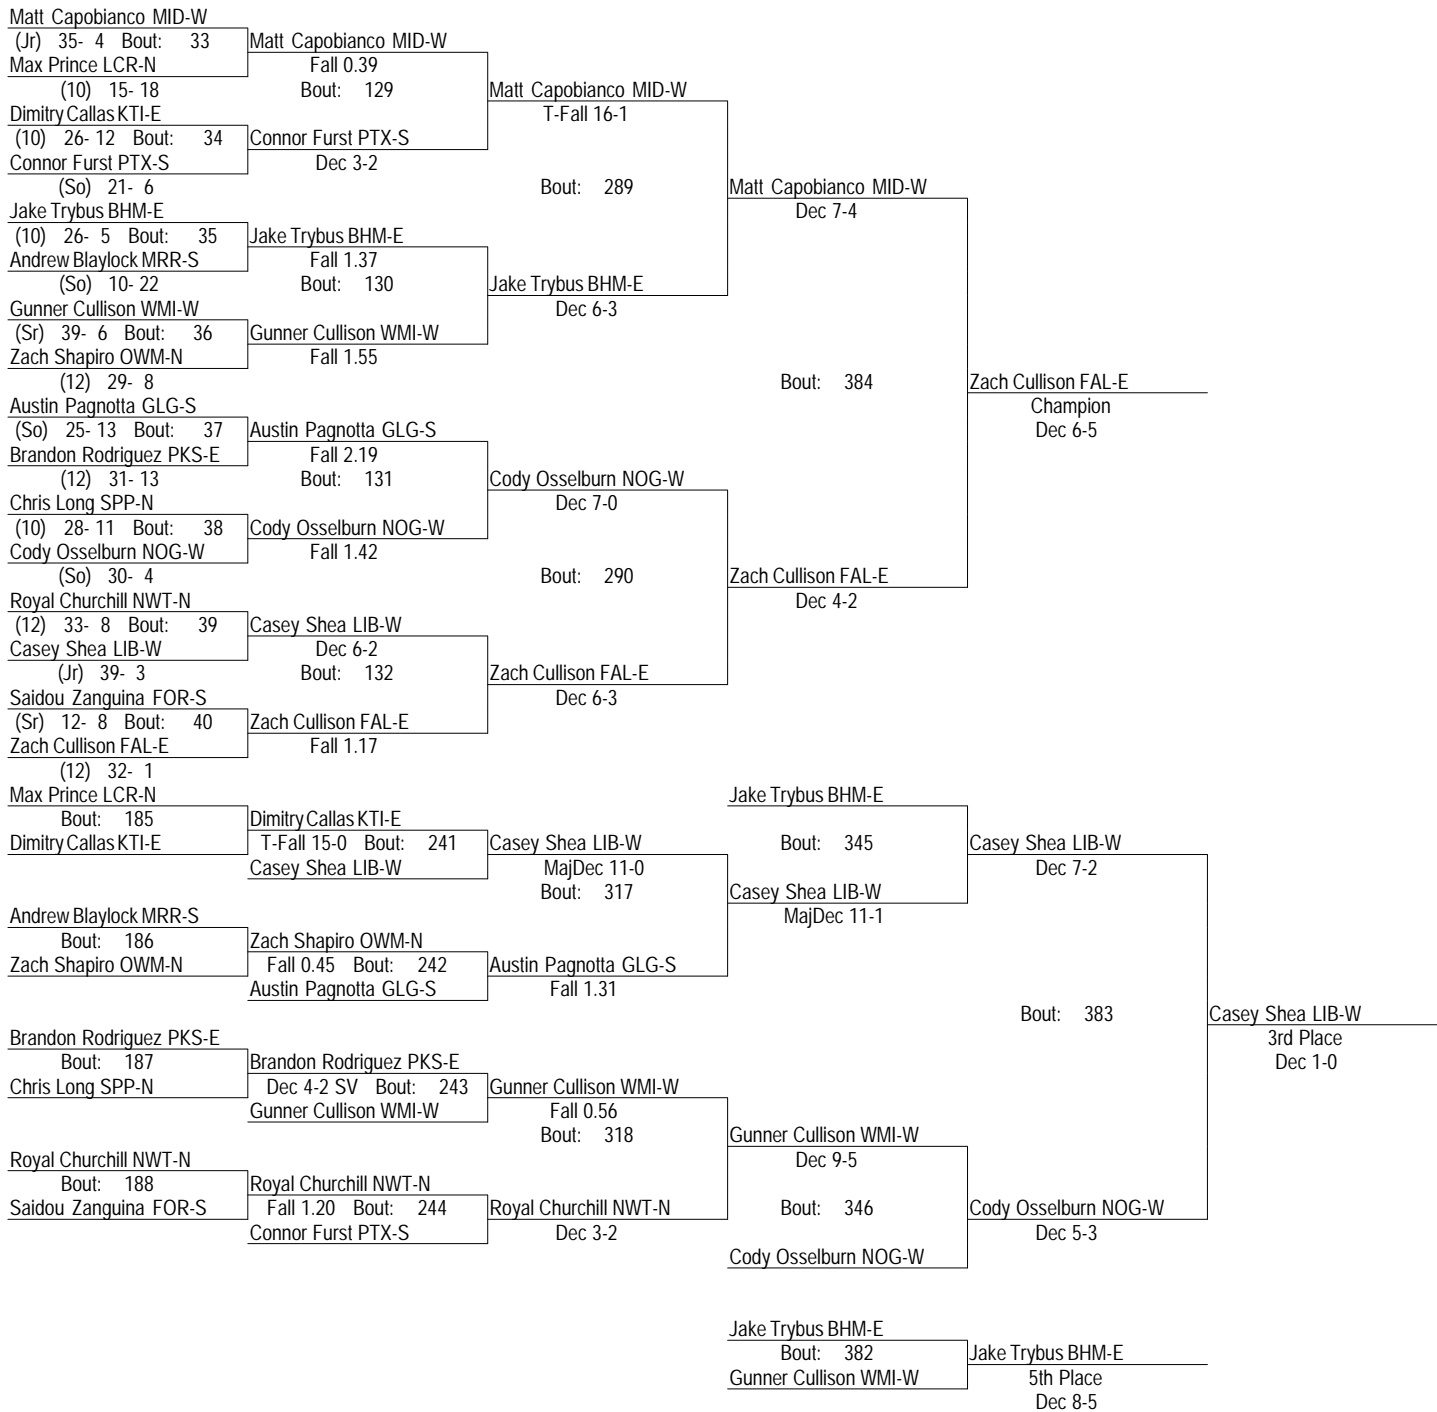 Matt Capobianco MID-W
(Jr) 35- 4 Bout: 33
Max Prince LCR-N
(10) 15- 18
Dimitry Callas KTI-E
(10) 26- 12 Bout: 34
Connor Furst PTX-S
(So) 21- 6
Jake Trybus BHM-E
(10) 26- 5 Bout: 35
Andrew Blaylock MRR-S
(So) 10- 22
Gunner Cullison WMI-W
(Sr) 39- 6 Bout: 36
Zach Shapiro OWM-N
(12) 29- 8
Austin Pagnotta GLG-S
(So) 25- 13 Bout: 37
Brandon Rodriguez PKS-E
(12) 31- 13
Chris Long SPP-N
(10) 28- 11 Bout: 38
Cody Osselburn NOG-W
(So) 30- 4
Royal Churchill NWT-N
(12) 33- 8 Bout: 39
Casey Shea LIB-W
(Jr) 39- 3
Saidou Zanguina FOR-S
(Sr) 12- 8 Bout: 40
Zach Cullison FAL-E
(12) 32- 1
Matt Capobianco MID-W
Fall 0.39
Bout: 129
Connor Furst PTX-S
Dec 3-2
Jake Trybus BHM-E
Fall 1.37
Bout: 130
Gunner Cullison WMI-W
Fall 1.55
Austin Pagnotta GLG-S
Fall 2.19
Bout: 131
Cody Osselburn NOG-W
Fall 1.42
Casey Shea LIB-W
Dec 6-2
Bout: 132
Zach Cullison FAL-E
Fall 1.17
Matt Capobianco MID-W
T-Fall 16-1
Bout: 289
Jake Trybus BHM-E
Dec 6-3
Cody Osselburn NOG-W
Dec 7-0
Bout: 290
Zach Cullison FAL-E
Dec 6-3
Matt Capobianco MID-W
Dec 7-4
Bout: 384
Zach Cullison FAL-E
Dec 4-2
Zach Cullison FAL-E
Champion
Dec 6-5
Max Prince LCR-N
Bout: 185
Dimitry Callas KTI-E
Andrew Blaylock MRR-S
Bout: 186
Zach Shapiro OWM-N
Brandon Rodriguez PKS-E
Bout: 187
Chris Long SPP-N
Royal Churchill NWT-N
Bout: 188
Saidou Zanguina FOR-S
Dimitry Callas KTI-E
T-Fall 15-0 Bout: 241
Casey Shea LIB-W
Zach Shapiro OWM-N
Fall 0.45 Bout: 242
Austin Pagnotta GLG-S
Brandon Rodriguez PKS-E
Dec 4-2 SV Bout: 243
Gunner Cullison WMI-W
Royal Churchill NWT-N
Fall 1.20 Bout: 244
Connor Furst PTX-S
Casey Shea LIB-W
MajDec 11-0
Bout: 317
Austin Pagnotta GLG-S
Fall 1.31
Gunner Cullison WMI-W
Fall 0.56
Bout: 318
Royal Churchill NWT-N
Dec 3-2
Jake Trybus BHM-E
Bout: 345
Casey Shea LIB-W
MajDec 11-1
Gunner Cullison WMI-W
Dec 9-5
Bout: 346
Cody Osselburn NOG-W
Casey Shea LIB-W
Dec 7-2
Bout: 383
Cody Osselburn NOG-W
Dec 5-3
Casey Shea LIB-W
3rd Place
Dec 1-0
Jake Trybus BHM-E
Bout: 382
Gunner Cullison WMI-W
Jake Trybus BHM-E
5th Place
Dec 8-5